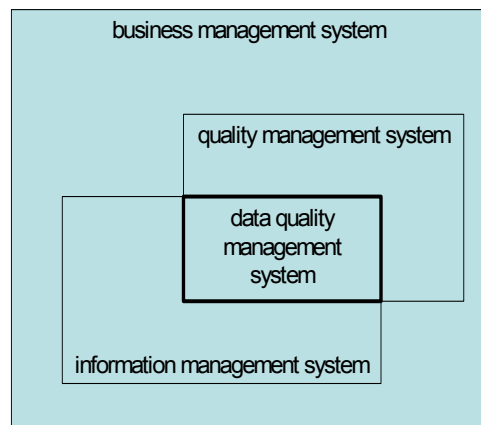 business management system
quality management system
data quality
management
system
information management system